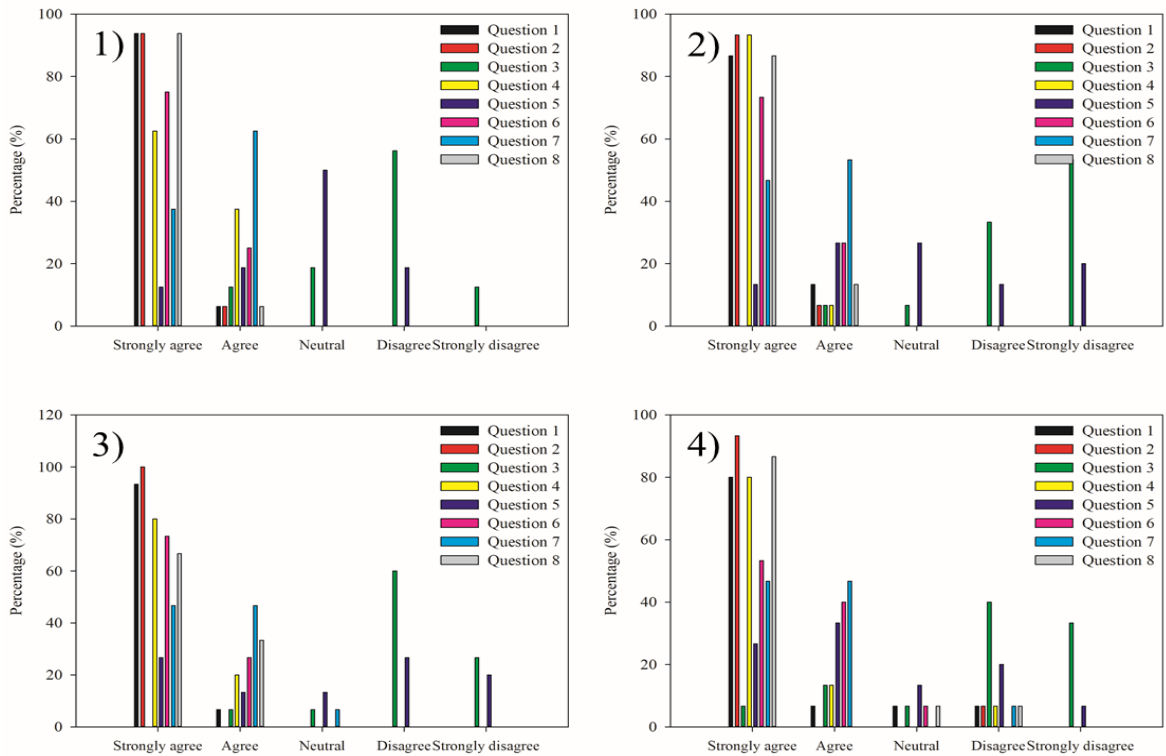 1)
Percentage (%)
100
80
60
40
20
0
Question 1
Question 2
Question 3
Question 4
Question 5
Question 6
Question 7
Question 8
Strongly agree Agree Neutral Disagree Strongly disagree
2)
Percentage (%)
100
80
60
40
20
0
Question 1
Question 2
Question 3
Question 4
Question 5
Question 6
Question 7
Question 8
Strongly agree Agree Neutral Disagree Strongly disagree
3)
Percentage (%)
120
100
80
60
40
20
0
Question 1
Question 2
Question 3
Question 4
Question 5
Question 6
Question 7
Question 8
Strongly agree Agree Neutral Disagree Strongly disagree
4)
Percentage (%)
100
80
60
40
20
0
Question 1
Question 2
Question 3
Question 4
Question 5
Question 6
Question 7
Question 8
Strongly agree Agree Neutral Disagree Strongly disagree